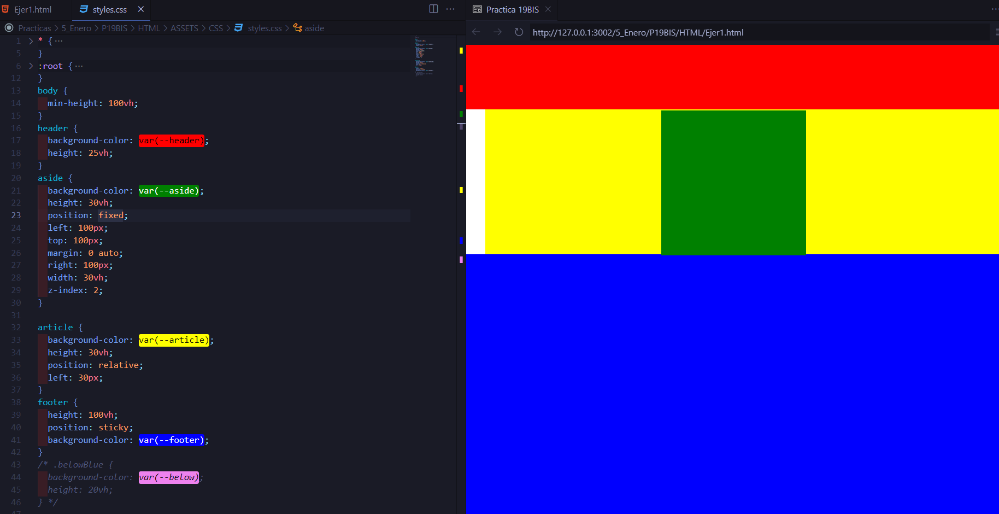 Ejer1.html
styles.css
Practica 19BIS
Practicas > 5_Enero > P19BIS > HTML > ASSETS > CSS > styles.css > aside
http://127.0.0.1:3002/5_Enero/P19BIS/HTML/Ejer1.html
1 > * { ···
5 }
6 > :root { ···
12 }
13 body {
14 min-height: 100vh;
15 }
16 header {
17 background-color: var(--header);
18 height: 25vh;
19 }
20 aside {
21 background-color: var(--aside);
22 height: 30vh;
23 position: fixed;
24 left: 100px;
25 top: 100px;
26 margin: 0 auto;
27 right: 100px;
28 width: 30vh;
29 z-index: 2;
30 }
31
32 article {
33 background-color: var(--article);
34 height: 30vh;
35 position: relative;
36 left: 30px;
37 }
38 footer {
39 height: 100vh;
40 position: sticky;
41 background-color: var(--footer);
42 }
43 /* .belowBlue {
44 background-color: var(--below);
45 height: 20vh;
46 } */
47